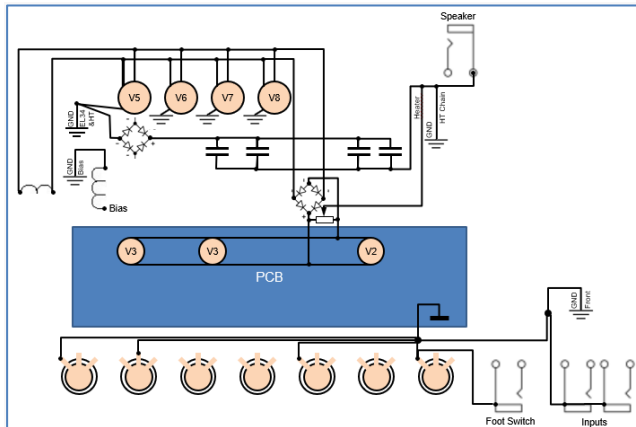 Speaker
V5
V6
V7
V8
GND
EL34
&HT
-
-
+
Heater
GND
HT Chain
GND
Bias
Bias
-
+
V3
V3
V2
PCB
GND
Front
Foot Switch
Inputs